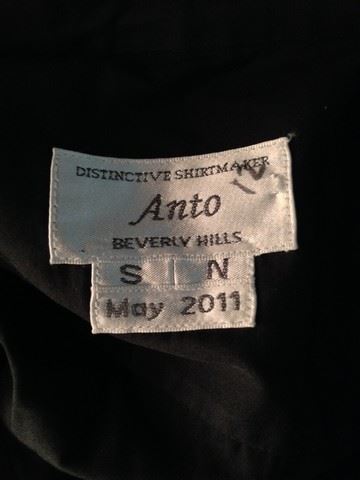 DISTINCTIVE SHIRTMAKER
Anto
BEVERLY HILLS
S I N
May 2011